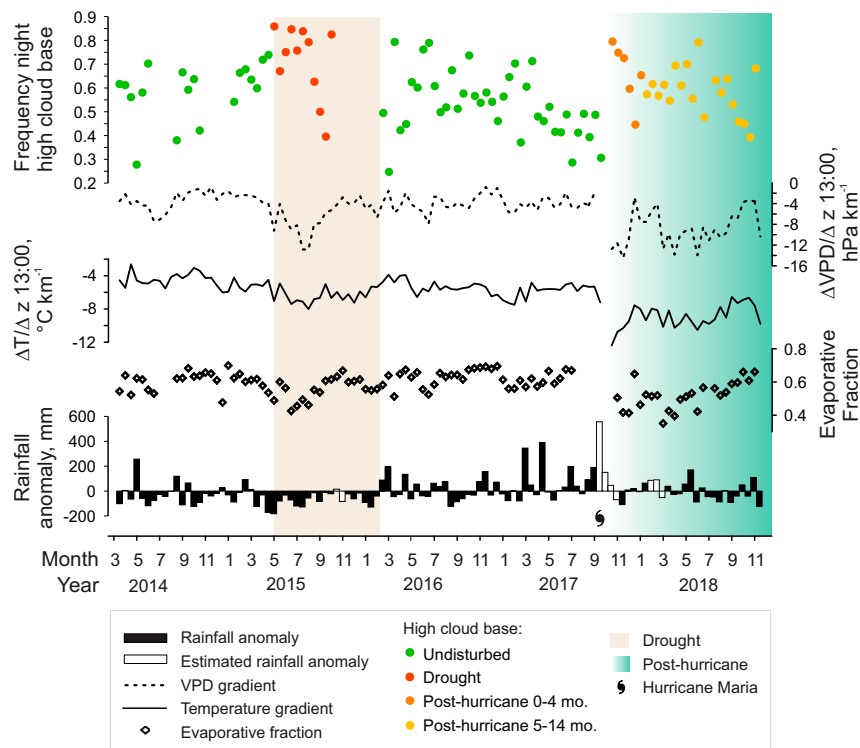 Frequency night
high cloud base
0.9
0.8
0.7
0.6
0.5
0.4
0.3
0.2
0
-4
-8
-12
-16
ΔVPD/Δ z 13:00,
hPa km-1
ΔT/Δ z 13:00,
°C km-1
-4
-8
-12
0.8
0.6
0.4
Evaporative
Fraction
Rainfall
anomaly, mm
600
400
200
0
-200
Month 3 5 7 9 11 1 3 5 7 9 11 1 3 5 7 9 11 1 3 5 7 9 11 1 3 5 7 9 11
Year 2014 2015 2016 2017 2018
Rainfall anomaly
Estimated rainfall anomaly
VPD gradient
Temperature gradient
Evaporative fraction
High cloud base:
Undisturbed
Drought
Post-hurricane 0-4 mo.
Post-hurricane 5-14 mo.
Drought
Post-hurricane
Hurricane Maria